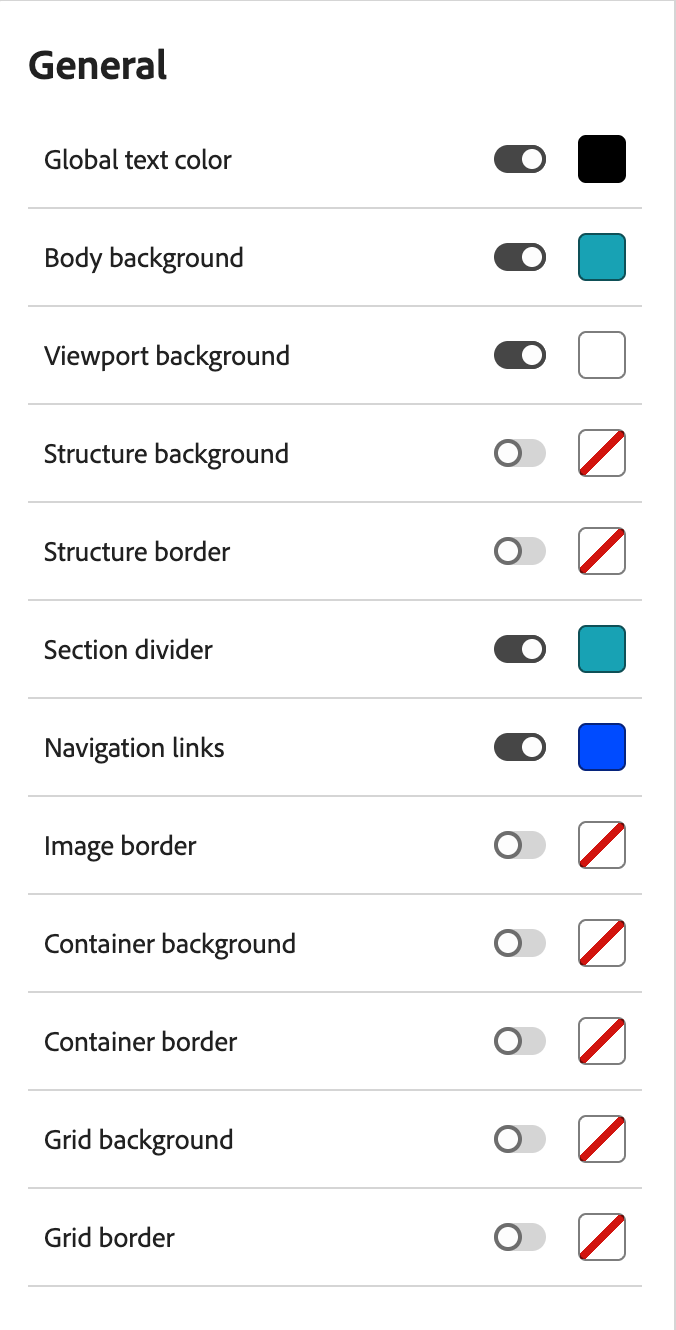 General
Global text color
Body background
Viewport background
Structure background
Structure border
Section divider
Navigation links
Image border
Container background
Container border
Grid background
Grid border